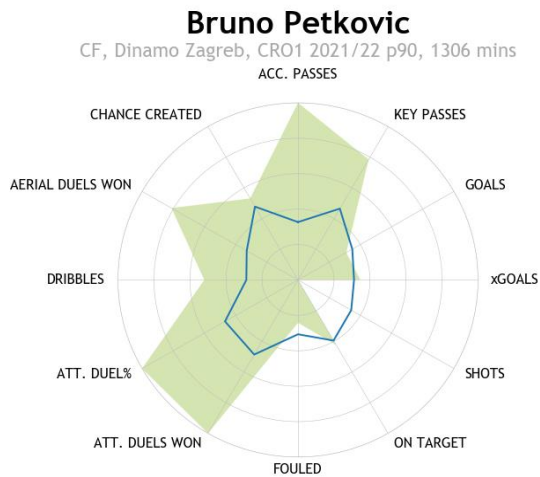 Bruno Petkovic
CF, Dinamo Zagreb, CRO1 2021/22 p90, 1306 mins
ACC. PASSES
CHANCE CREATED
KEY PASSES
AERIAL DUELS WON
GOALS
DRIBBLES
xGOALS
ATT. DUEL%
SHOTS
ATT. DUELS WON
ON TARGET
FOULED